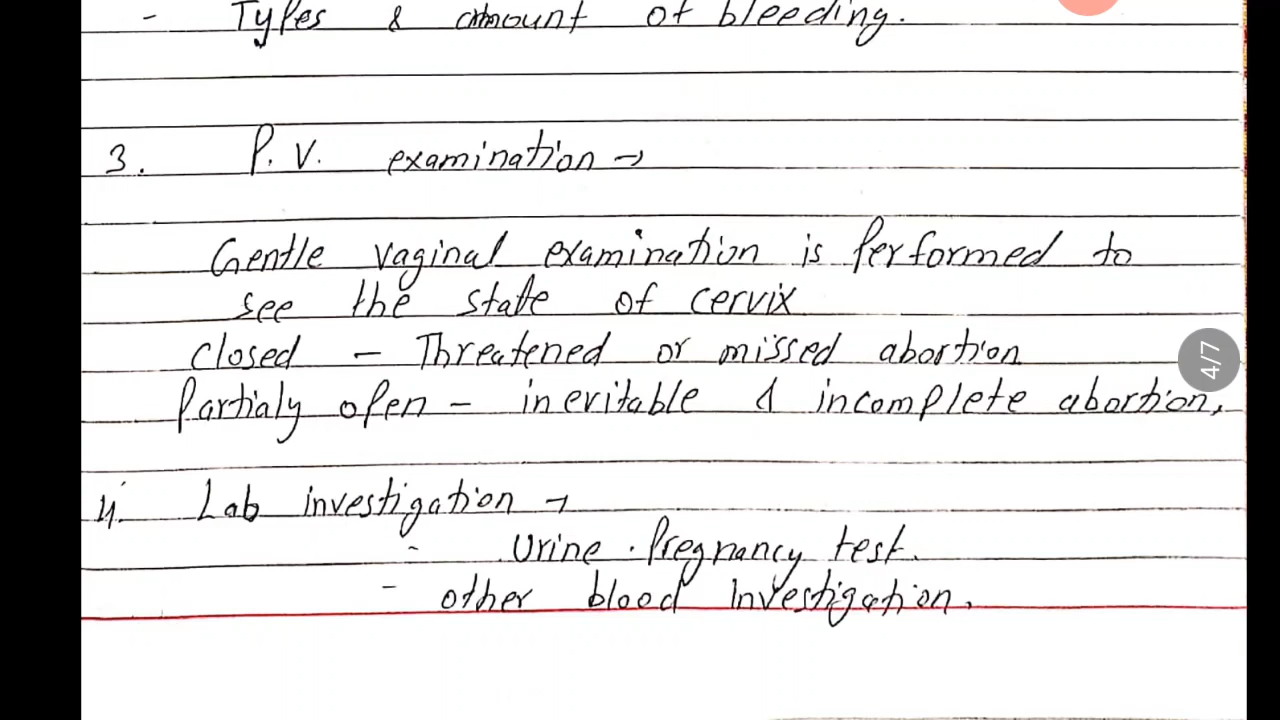 - Types & amount of bleeding.
3. P.V. examination →
Gentle vaginal examination is performed to
see the state of cervix
closed - Threatened or missed abortion
Partialy open - inevitable & incomplete abortion.
4. Lab investigation →
- Urine Pregnancy test.
- other blood investigation.
4/7